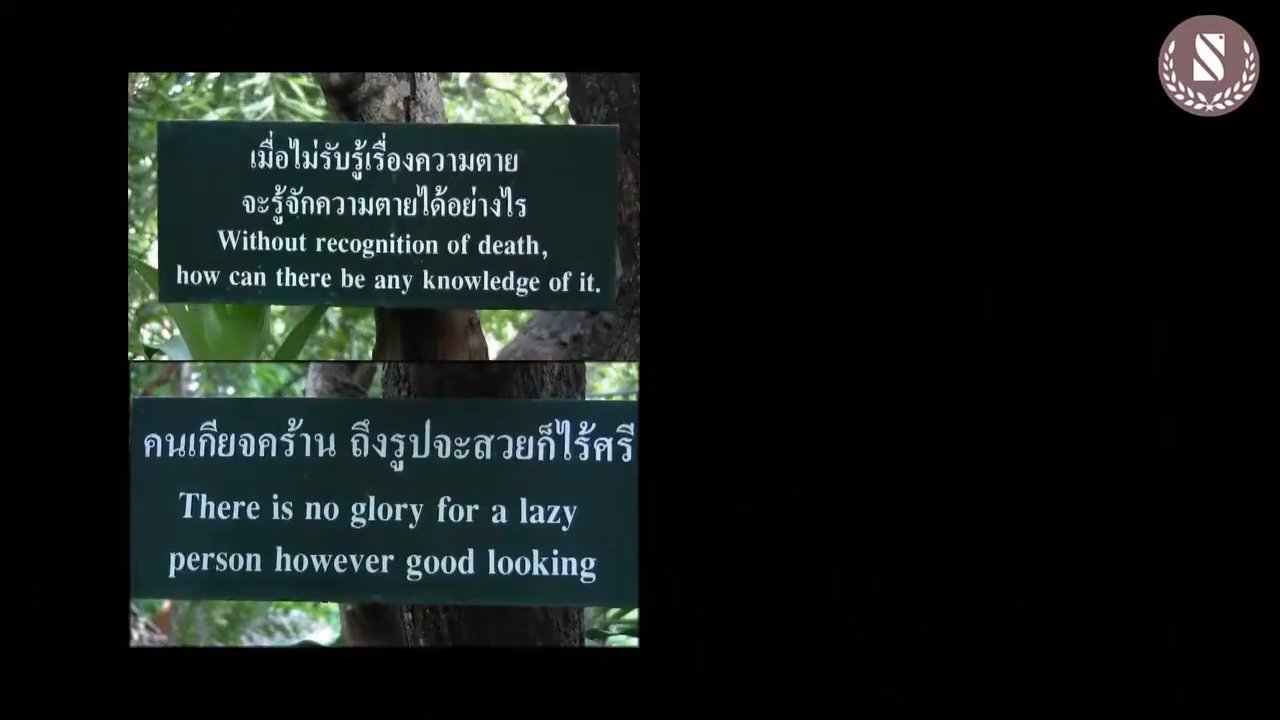 เมื่อไม่รับรู้เรื่องความตาย
จะรู้จักความตายได้อย่างไร
Without recognition of death,
how can there be any knowledge of it.
คนเกียจคร้าน ถึงรูปจะสวยก็ไร้ศรี
There is no glory for a lazy
person however good looking